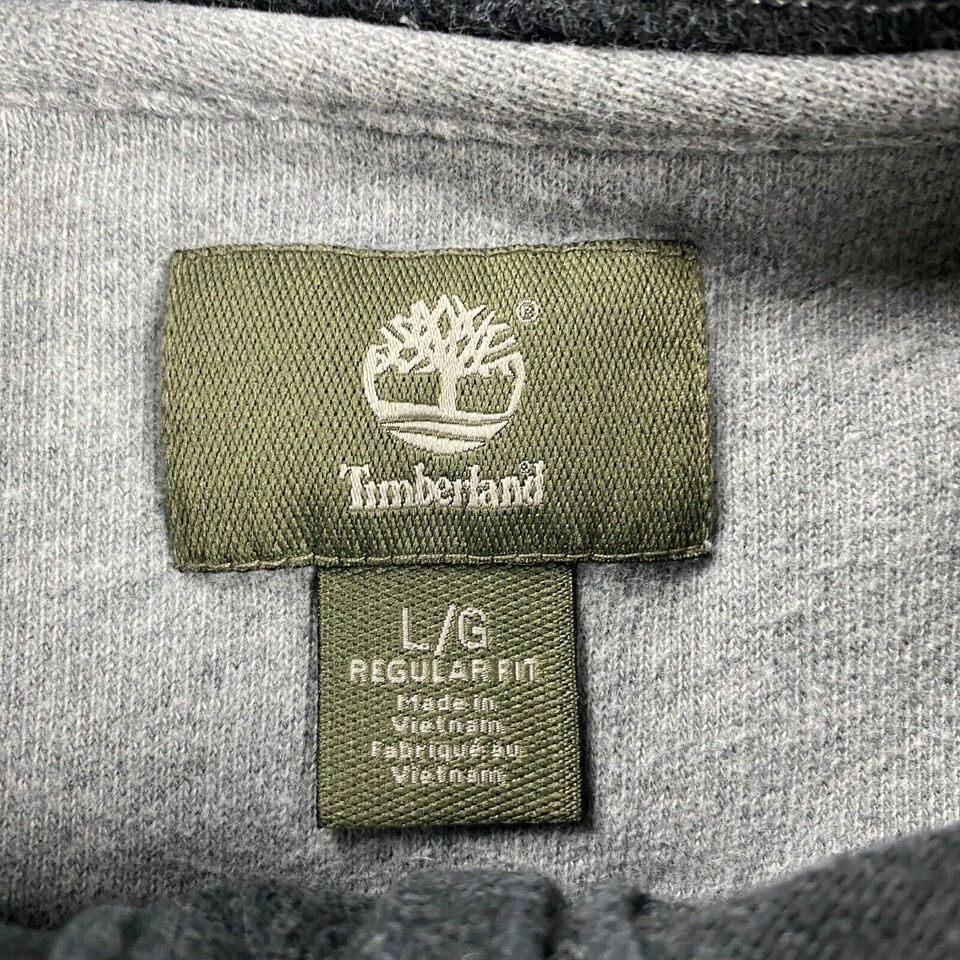 ®
Timberland®
L/G
REGULAR FIT
Made in
Vietnam
Fabriqué au
Vietnam